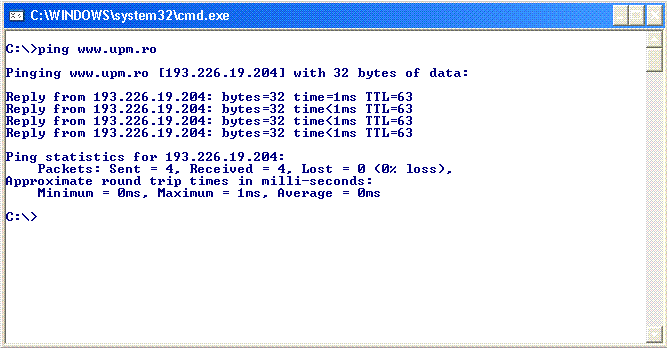 C:\WINDOWS\system32\cmd.exe
C:\>ping www.upm.ro
Pinging www.upm.ro [193.226.19.204] with 32 bytes of data:
Reply from 193.226.19.204: bytes=32 time=1ms TTL=63
Reply from 193.226.19.204: bytes=32 time<1ms TTL=63
Reply from 193.226.19.204: bytes=32 time<1ms TTL=63
Reply from 193.226.19.204: bytes=32 time<1ms TTL=63
Ping statistics for 193.226.19.204:
    Packets: Sent = 4, Received = 4, Lost = 0 (0% loss),
Approximate round trip times in milli-seconds:
    Minimum = 0ms, Maximum = 1ms, Average = 0ms
C:\>